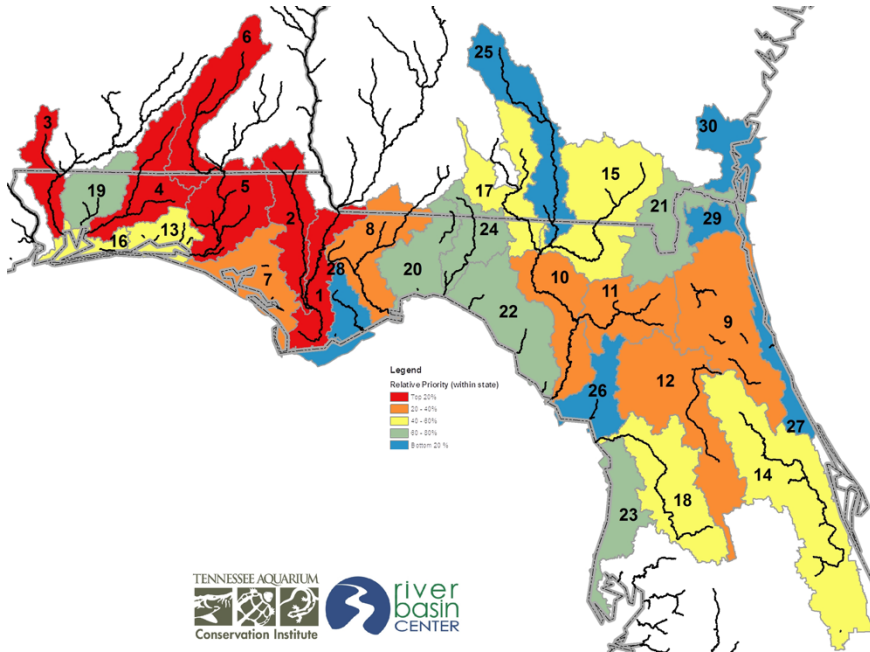 6
25
3
30
15
19
4
5
17
21
2
24
29
16
13
8
7
28
20
10
1
11
22
9
12
26
27
14
18
23
Legend
Relative Priority (within state)
Top 20%
20 - 40%
40 - 60%
60 - 80%
Bottom 20 %
TENNESSEE AQUARIUM
Conservation Institute
river
basin
CENTER